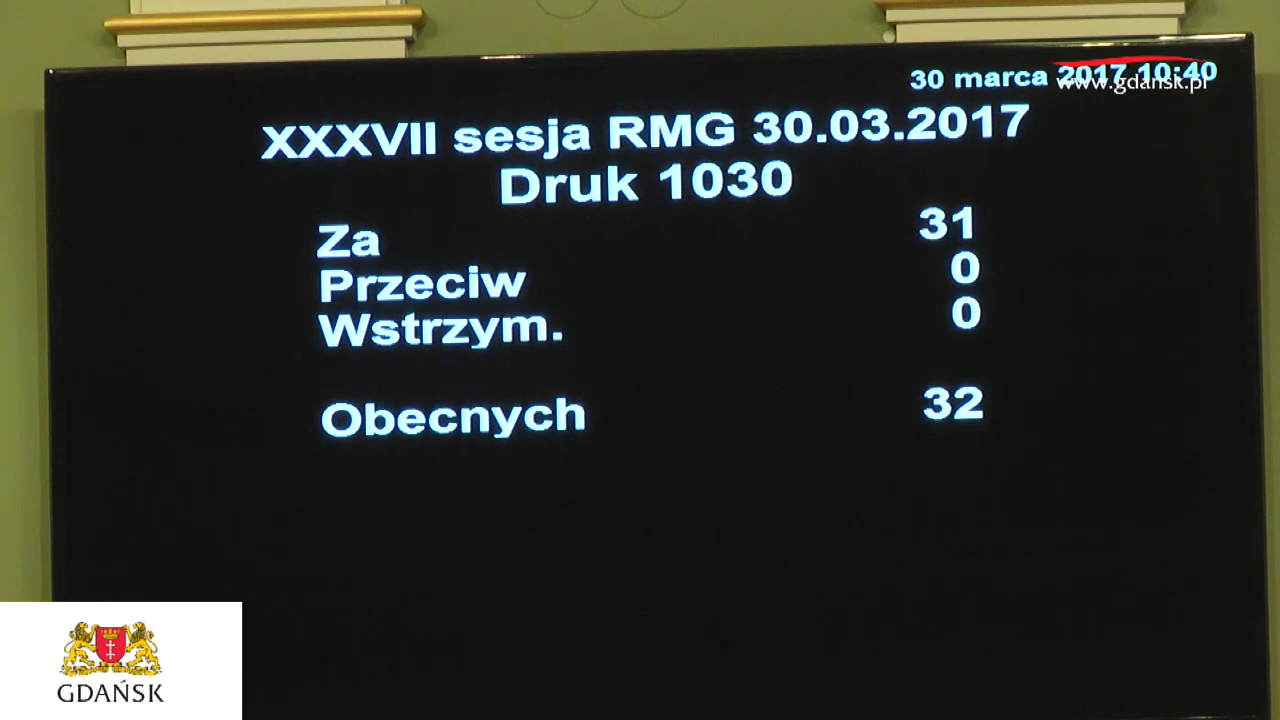 30 marca 2017 10:40
www.gdansk.pl
XXXVII sesja RMG 30.03.2017
Druk 1030
Za 31
Przeciw 0
Wstrzym. 0
Obecnych 32
GDAŃSK